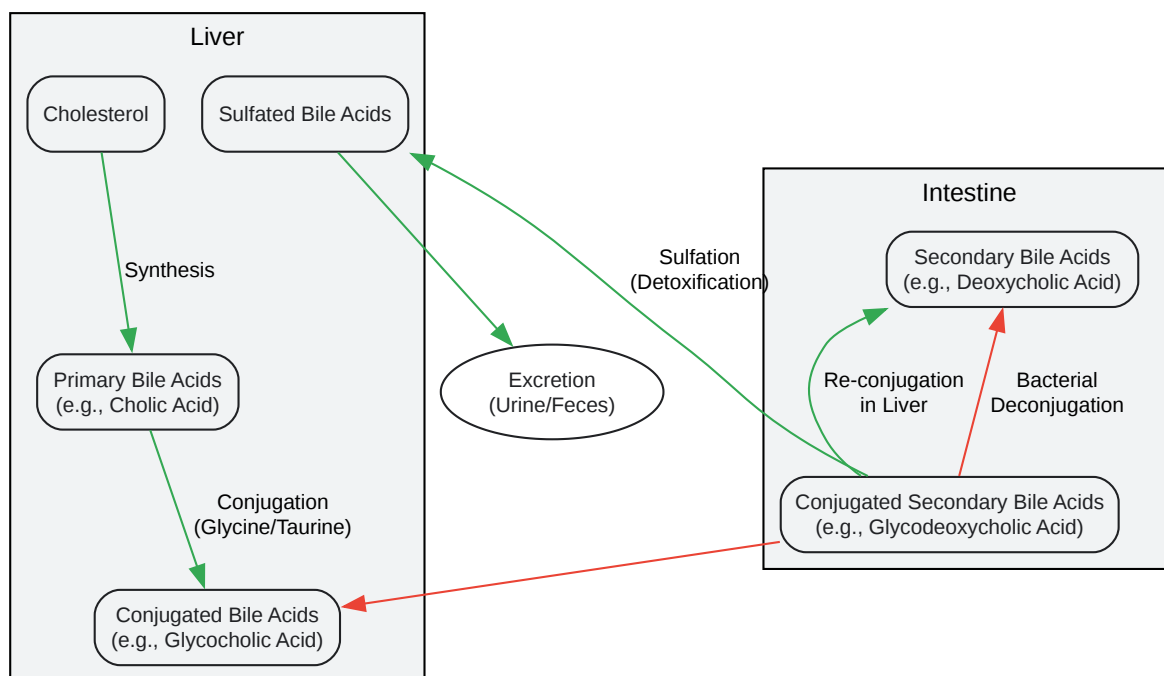 Liver
Cholesterol
Sulfated Bile Acids
Intestine
Secondary Bile Acids
(e.g., Deoxycholic Acid)
Synthesis
Sulfation
(Detoxification)
Primary Bile Acids
(e.g., Cholic Acid)
Excretion
(Urine/Feces)
Re-conjugation
in Liver
Bacterial
Deconjugation
Conjugation
(Glycine/Taurine)
Conjugated Secondary Bile Acids
(e.g., Glycodeoxycholic Acid)
Conjugated Bile Acids
(e.g., Glycocholic Acid)